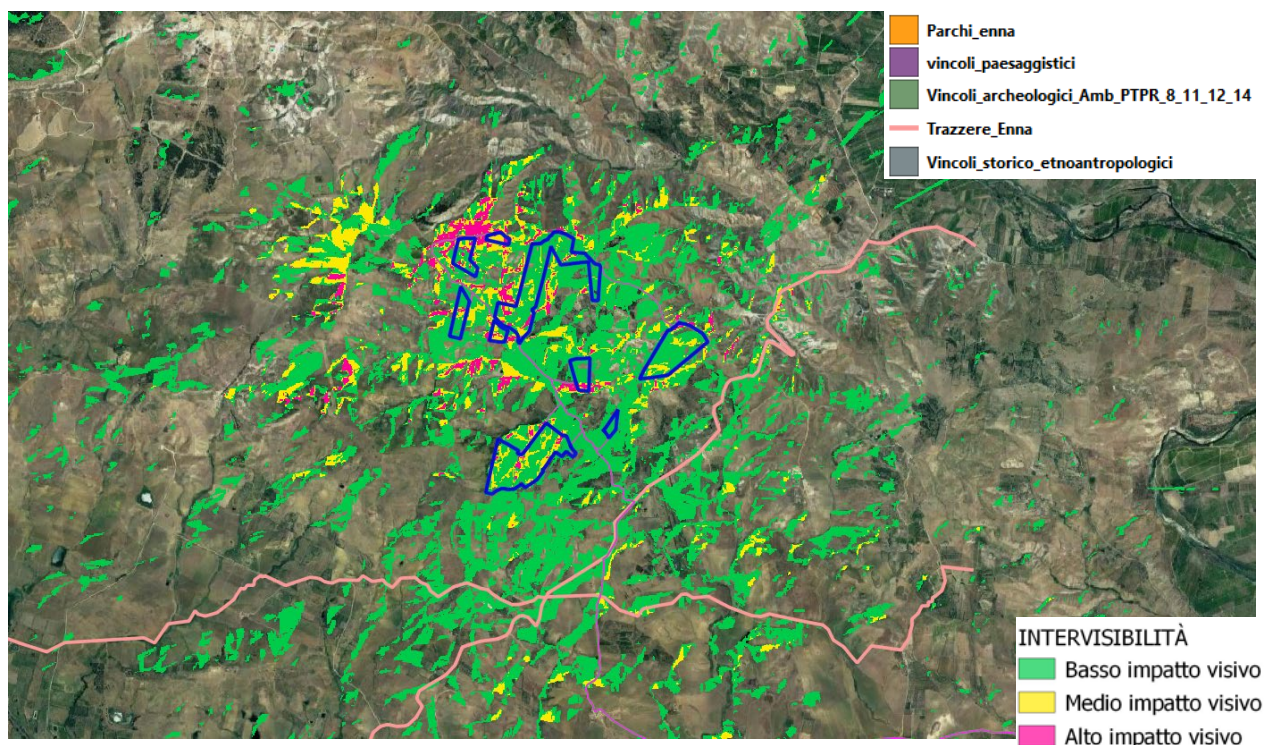 Parchi_enna
vincoli_paesaggistici
Vincoli_archeologici_Amb_PTPR_8_11_12_14
Trazzere_Enna
Vincoli_storico_etnoantropologici
INTERVISIBILITÀ
Basso impatto visivo
Medio impatto visivo
Alto impatto visivo